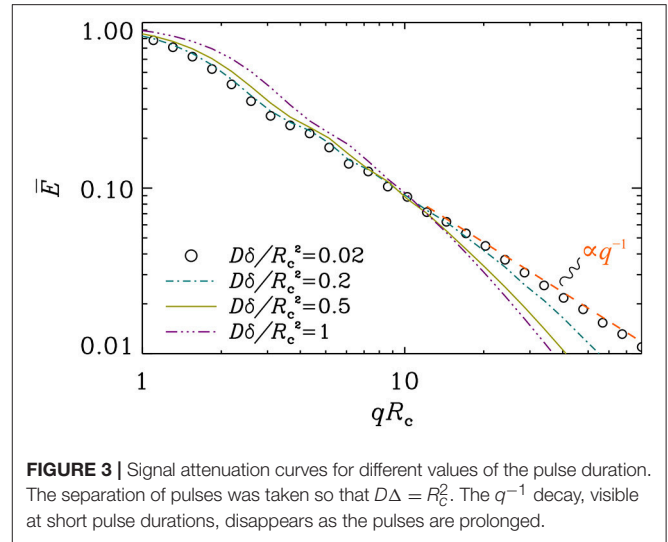 1.00
0.10
0.01
E̅
∝q⁻¹
Dδ/R_c²=0.02
Dδ/R_c²=0.2
Dδ/R_c²=0.5
Dδ/R_c²=1
1
10
qR_c
FIGURE 3 | Signal attenuation curves for different values of the pulse duration.
The separation of pulses was taken so that DΔ = R_c². The q⁻¹ decay, visible
at short pulse durations, disappears as the pulses are prolonged.